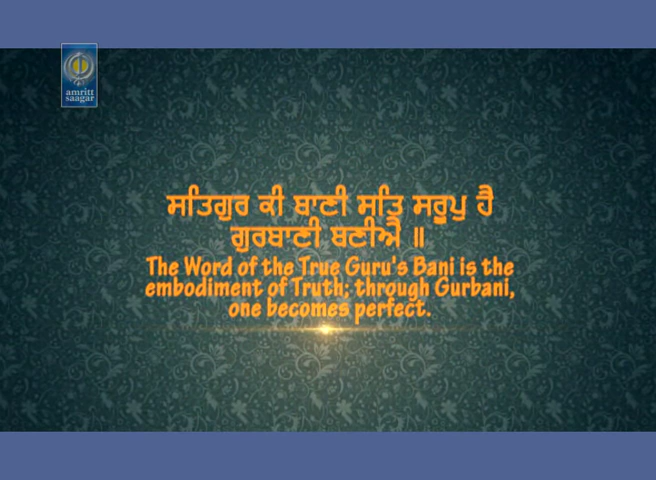 amritt
saagar
ਸਤਿਗੁਰ ਕੀ ਬਾਣੀ ਸਤਿ ਸਰੂਪੁ ਹੈ
ਗੁਰਬਾਣੀ ਬਣੀਐ ॥
The Word of the True Guru's Bani is the
embodiment of Truth; through Gurbani,
one becomes perfect.